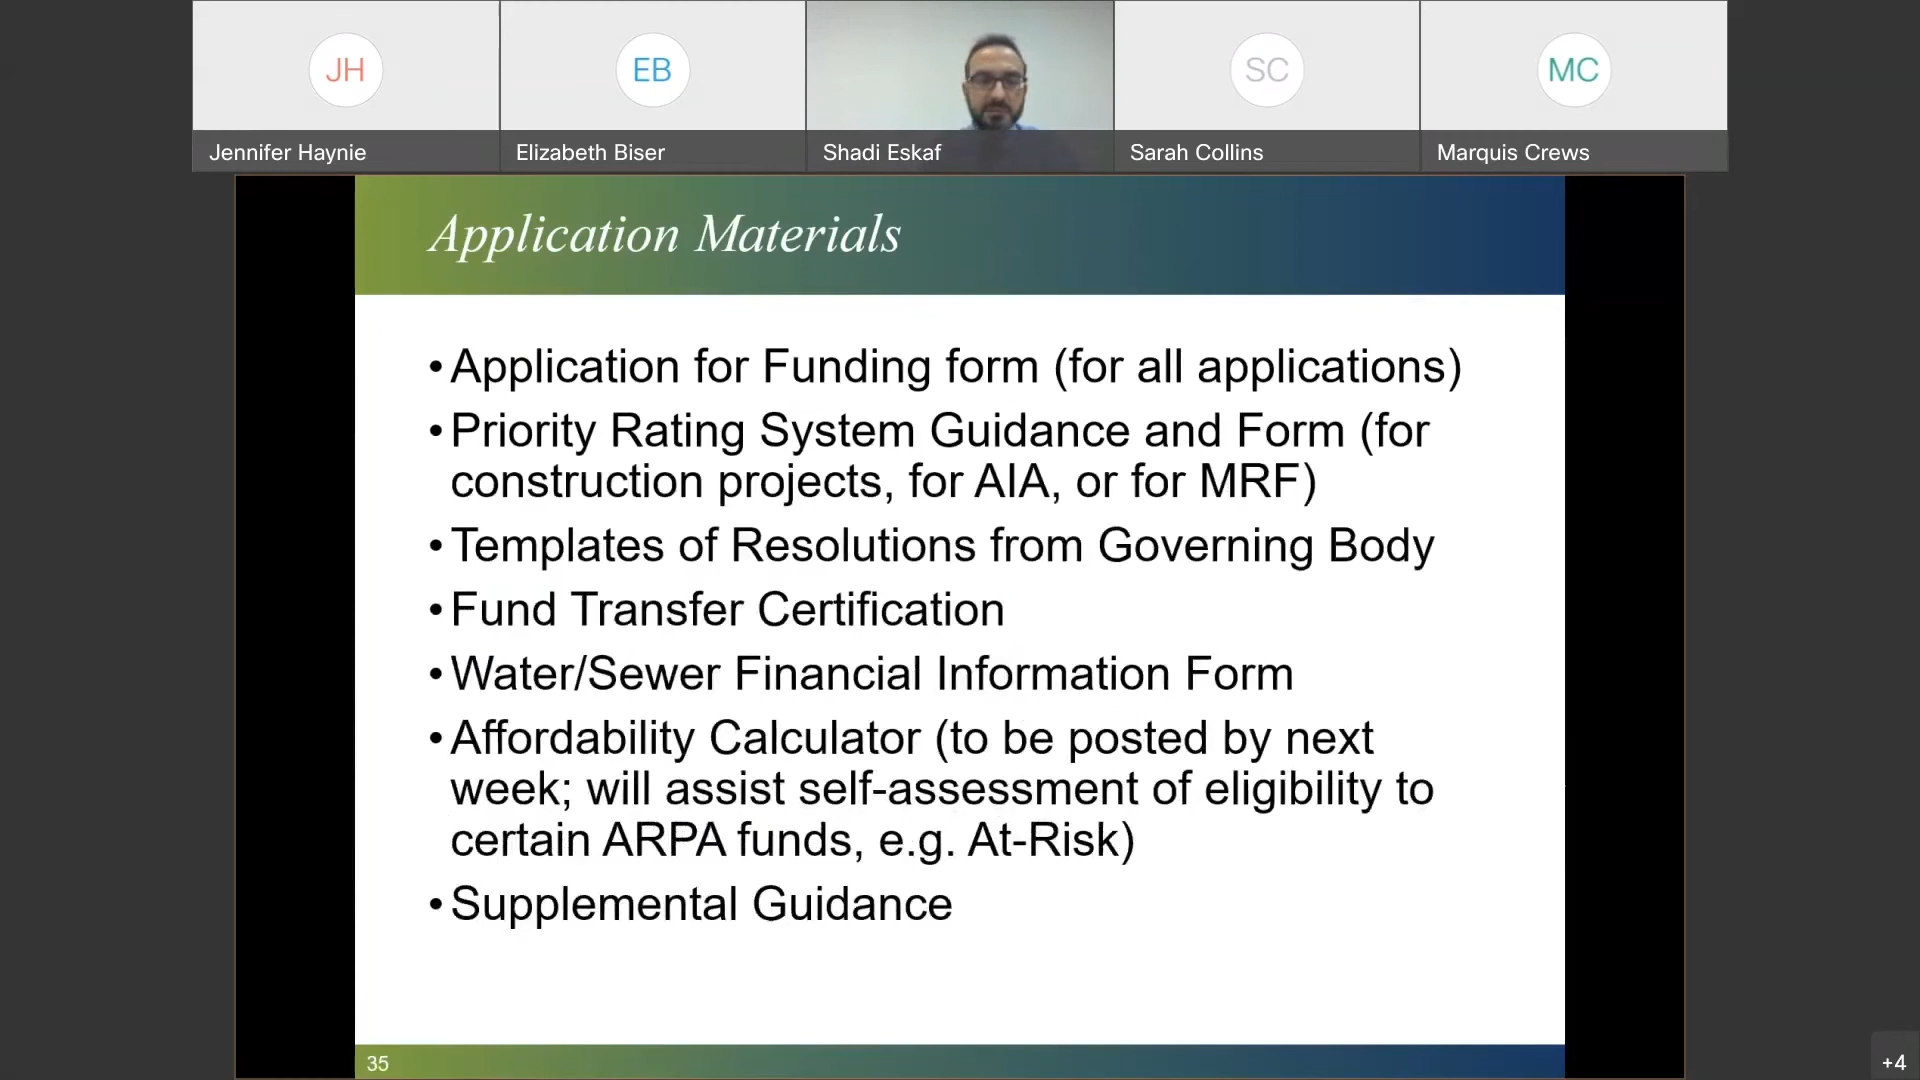 JH
EB
SC
MC
Jennifer Haynie
Elizabeth Biser
Shadi Eskaf
Sarah Collins
Marquis Crews
Application Materials
• Application for Funding form (for all applications)
• Priority Rating System Guidance and Form (for
construction projects, for AIA, or for MRF)
• Templates of Resolutions from Governing Body
• Fund Transfer Certification
• Water/Sewer Financial Information Form
• Affordability Calculator (to be posted by next
week; will assist self-assessment of eligibility to
certain ARPA funds, e.g. At-Risk)
• Supplemental Guidance
35
+4